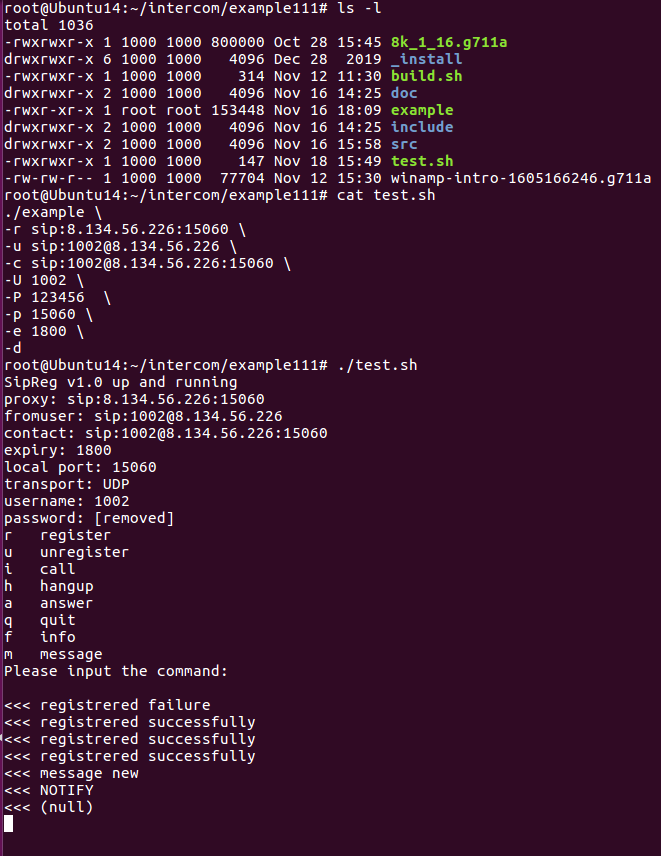 root@Ubuntu14:~/intercom/example111# ls -l
total 1036
-rwxrwxr-x 1 1000 1000 800000 Oct 28 15:45 8k_1_16.g711a
drwxrwxr-x 6 1000 1000   4096 Dec 28  2019 _install
-rwxrwxr-x 1 1000 1000    314 Nov 12 11:30 build.sh
drwxrwxr-x 2 1000 1000   4096 Nov 16 14:25 doc
-rwxr-xr-x 1 root root 153448 Nov 16 18:09 example
drwxrwxr-x 2 1000 1000   4096 Nov 16 14:25 include
drwxrwxr-x 2 1000 1000   4096 Nov 16 15:58 src
-rwxrwxr-x 1 1000 1000    147 Nov 18 15:49 test.sh
-rw-rw-r-- 1 1000 1000  77704 Nov 12 15:30 winamp-intro-1605166246.g711a
root@Ubuntu14:~/intercom/example111# cat test.sh
./example \
-r sip:8.134.56.226:15060 \
-u sip:1002@8.134.56.226 \
-c sip:1002@8.134.56.226:15060 \
-U 1002 \
-P 123456  \
-p 15060 \
-e 1800 \
-d
root@Ubuntu14:~/intercom/example111# ./test.sh
SipReg v1.0 up and running
proxy: sip:8.134.56.226:15060
fromuser: sip:1002@8.134.56.226
contact: sip:1002@8.134.56.226:15060
expiry: 1800
local port: 15060
transport: UDP
username: 1002
password: [removed]
r   register
u   unregister
i   call
h   hangup
a   answer
q   quit
f   info
m   message
Please input the command:
<<< registrered failure
<<< registrered successfully
<<< registrered successfully
<<< registrered successfully
<<< message new
<<< NOTIFY
<<< (null)